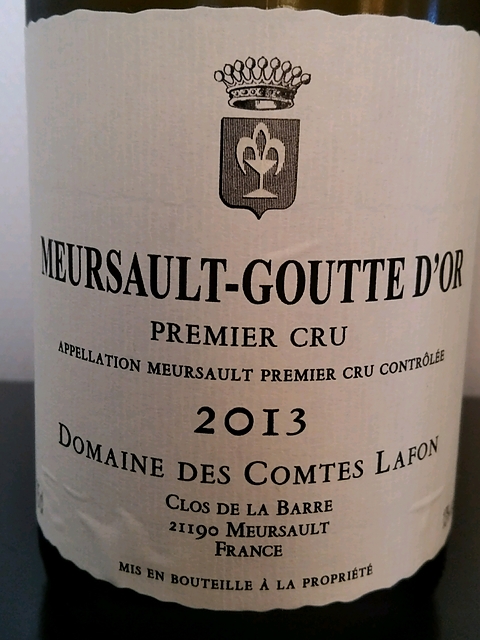 MEURSAULT-GOUTTE D'OR
PREMIER CRU
APPELLATION MEURSAULT PREMIER CRU CONTRÔLÉE
2013
DOMAINE DES COMTES LAFON
CLOS DE LA BARRE
21190 MEURSAULT
FRANCE
MIS EN BOUTEILLE À LA PROPRIÉTÉ